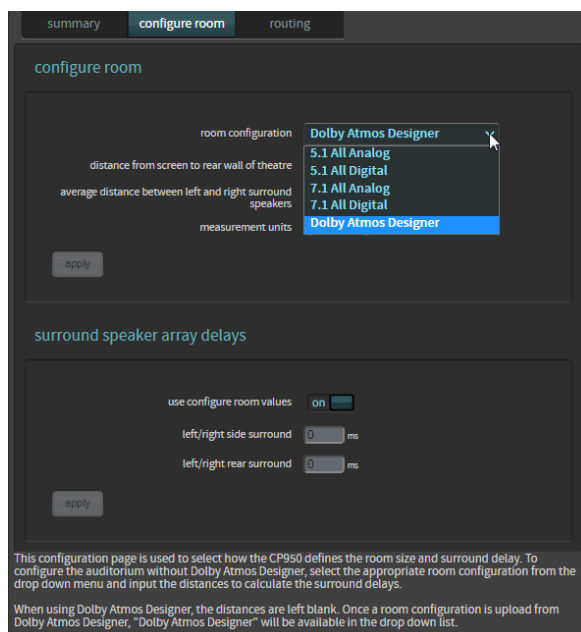 summary configure room routing
configure room
room configuration Dolby Atmos Designer
5.1 All Analog
distance from screen to rear wall of theatre 5.1 All Digital
7.1 All Analog
average distance between left and right surround 7.1 All Digital
speakers
measurement units Dolby Atmos Designer
apply
surround speaker array delays
use configure room values on
left/right side surround 0 ms
left/right rear surround 0 ms
apply
This configuration page is used to select how the CP950 defines the room size and surround delay. To
configure the auditorium without Dolby Atmos Designer, select the appropriate room configuration from the
drop down menu and input the distances to calculate the surround delays.
When using Dolby Atmos Designer, the distances are left blank. Once a room configuration is upload from
Dolby Atmos Designer, "Dolby Atmos Designer" will be available in the drop down list.